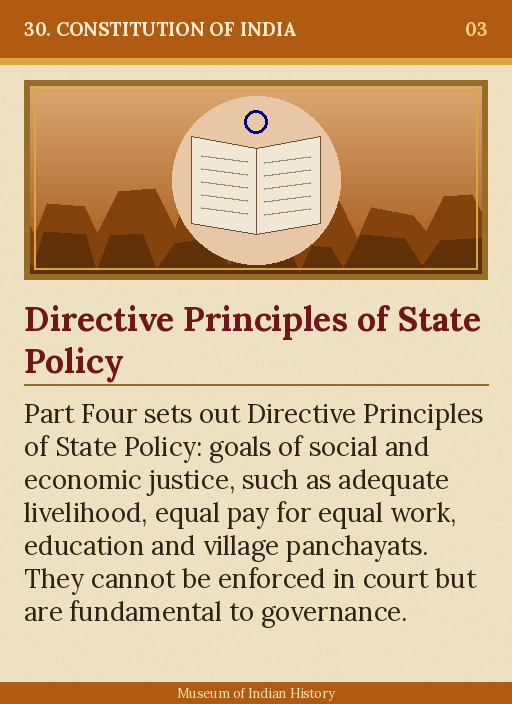 30. CONSTITUTION OF INDIA 03
Directive Principles of State
Policy
Part Four sets out Directive Principles
of State Policy: goals of social and
economic justice, such as adequate
livelihood, equal pay for equal work,
education and village panchayats.
They cannot be enforced in court but
are fundamental to governance.
Museum of Indian History